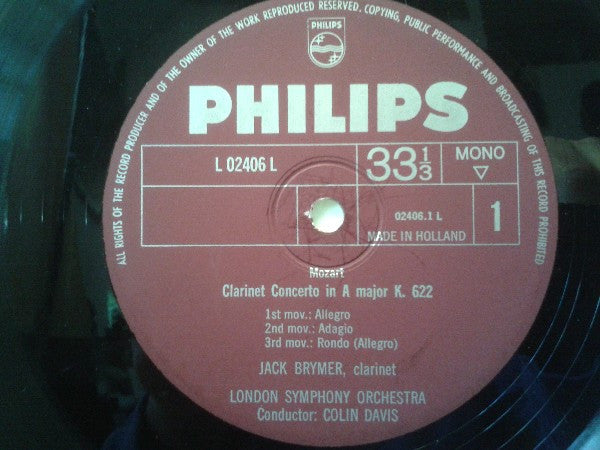 ALL RIGHTS OF THE RECORD PRODUCER AND OF THE OWNER OF THE WORK REPRODUCED RESERVED. COPYING, PUBLIC PERFORMANCE AND BROADCASTING OF THIS RECORD PROHIBITED
PHILIPS
PHILIPS
L 02406 L
33 1/3
MONO
▽
02406.1 L
MADE IN HOLLAND
1
Mozart
Clarinet Concerto in A major K. 622
1st mov.: Allegro
2nd mov.: Adagio
3rd mov.: Rondo (Allegro)
JACK BRYMER, clarinet
LONDON SYMPHONY ORCHESTRA
Conductor: COLIN DAVIS